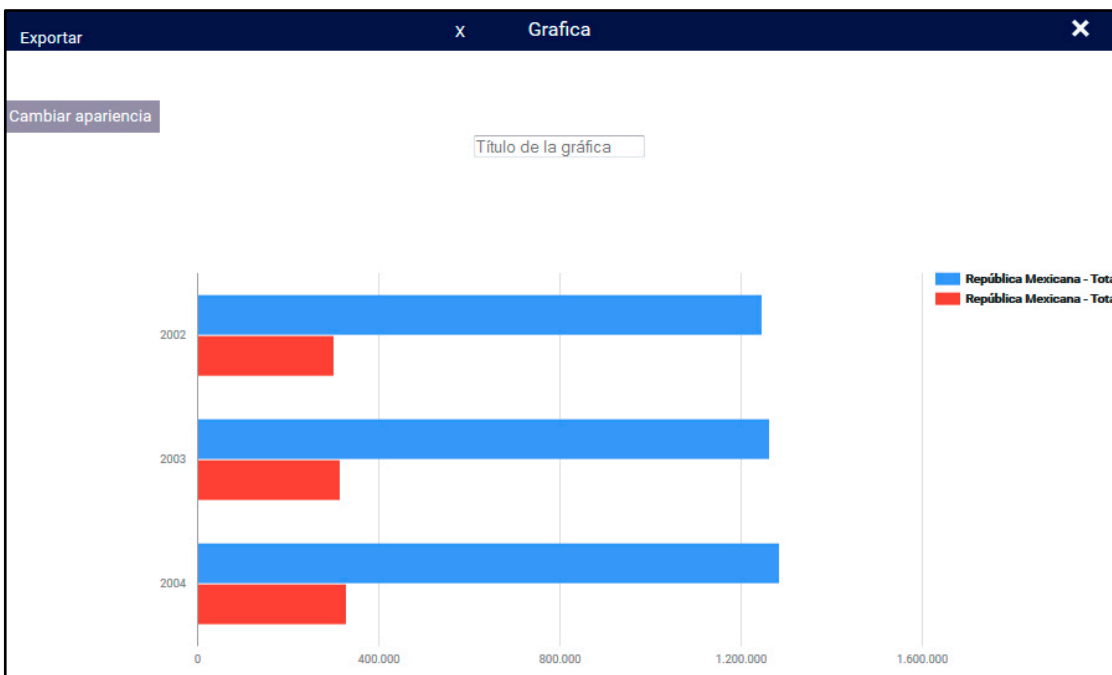 Exportar
X
Grafica
Cambiar apariencia
Título de la gráfica
República Mexicana - Tota
República Mexicana - Tota
2002
2003
2004
0
400.000
800.000
1.200.000
1.600.000